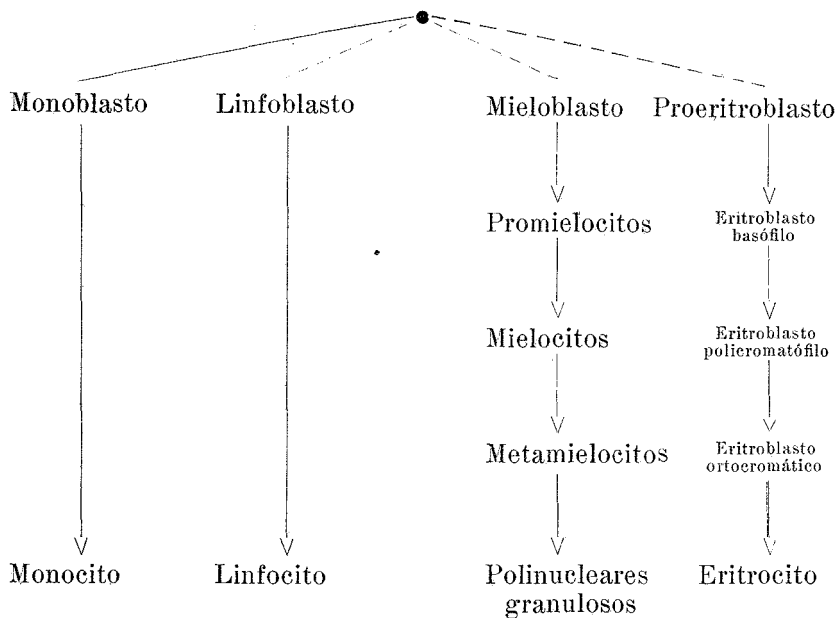 Monoblasto Linfoblasto Mieloblasto Proeritroblasto
Promielocitos
Eritroblasto
basófilo
Mielocitos
Eritroblasto
policromatófilo
Metamielocitos
Eritroblasto
ortocromático
Monocito Linfocito Polinucleares Eritrocito
granulosos